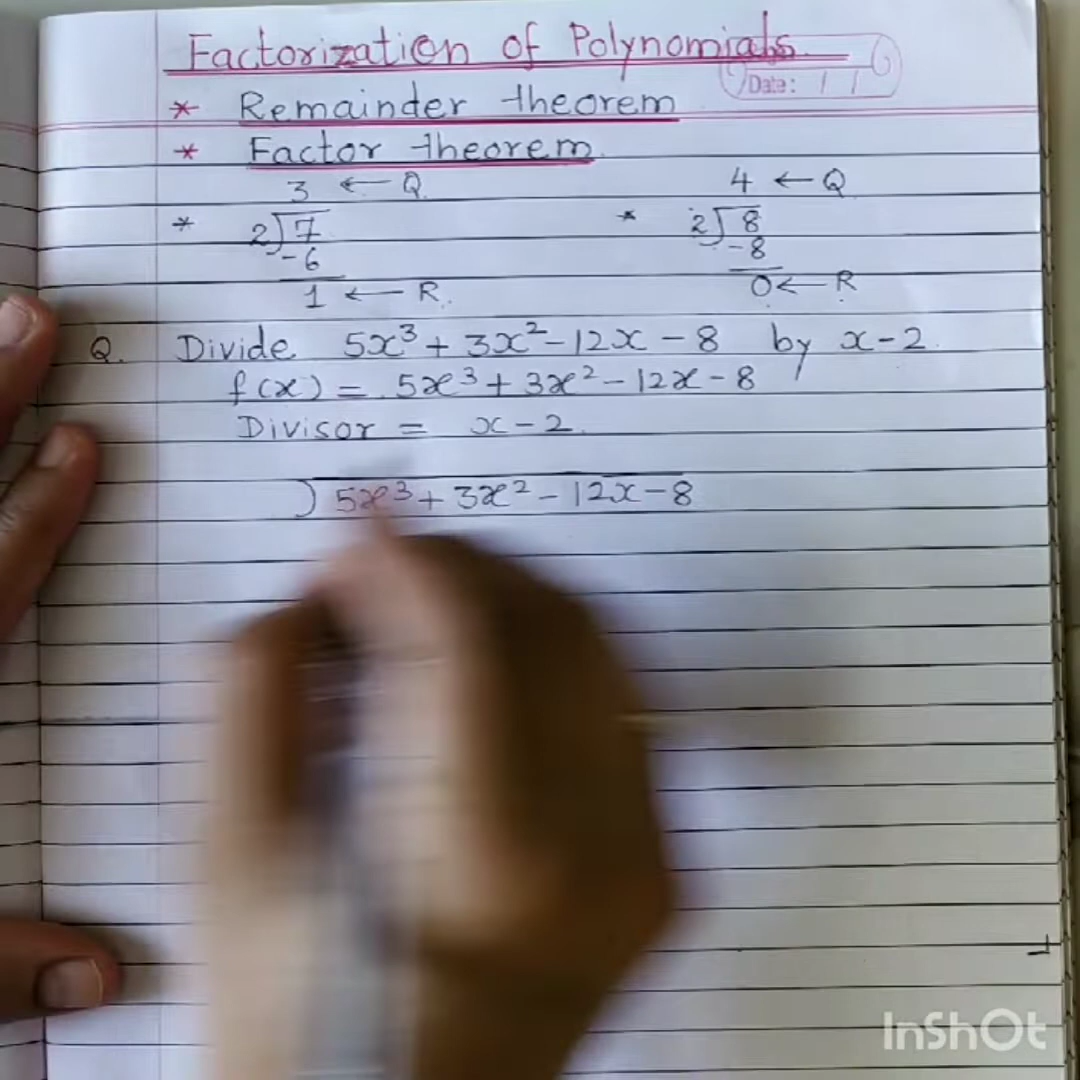 Factorization of Polynomials
Date: / /
* Remainder theorem
* Factor theorem.
3 ← Q 4 ← Q
* 2)7 * 2)8
-6 -8
1 ← R. 0 ← R
Q. Divide 5x³ + 3x² - 12x - 8 by x - 2.
f(x) = 5x³ + 3x² - 12x - 8
Divisor = x - 2.
)5x³ + 3x² - 12x - 8
InShOt